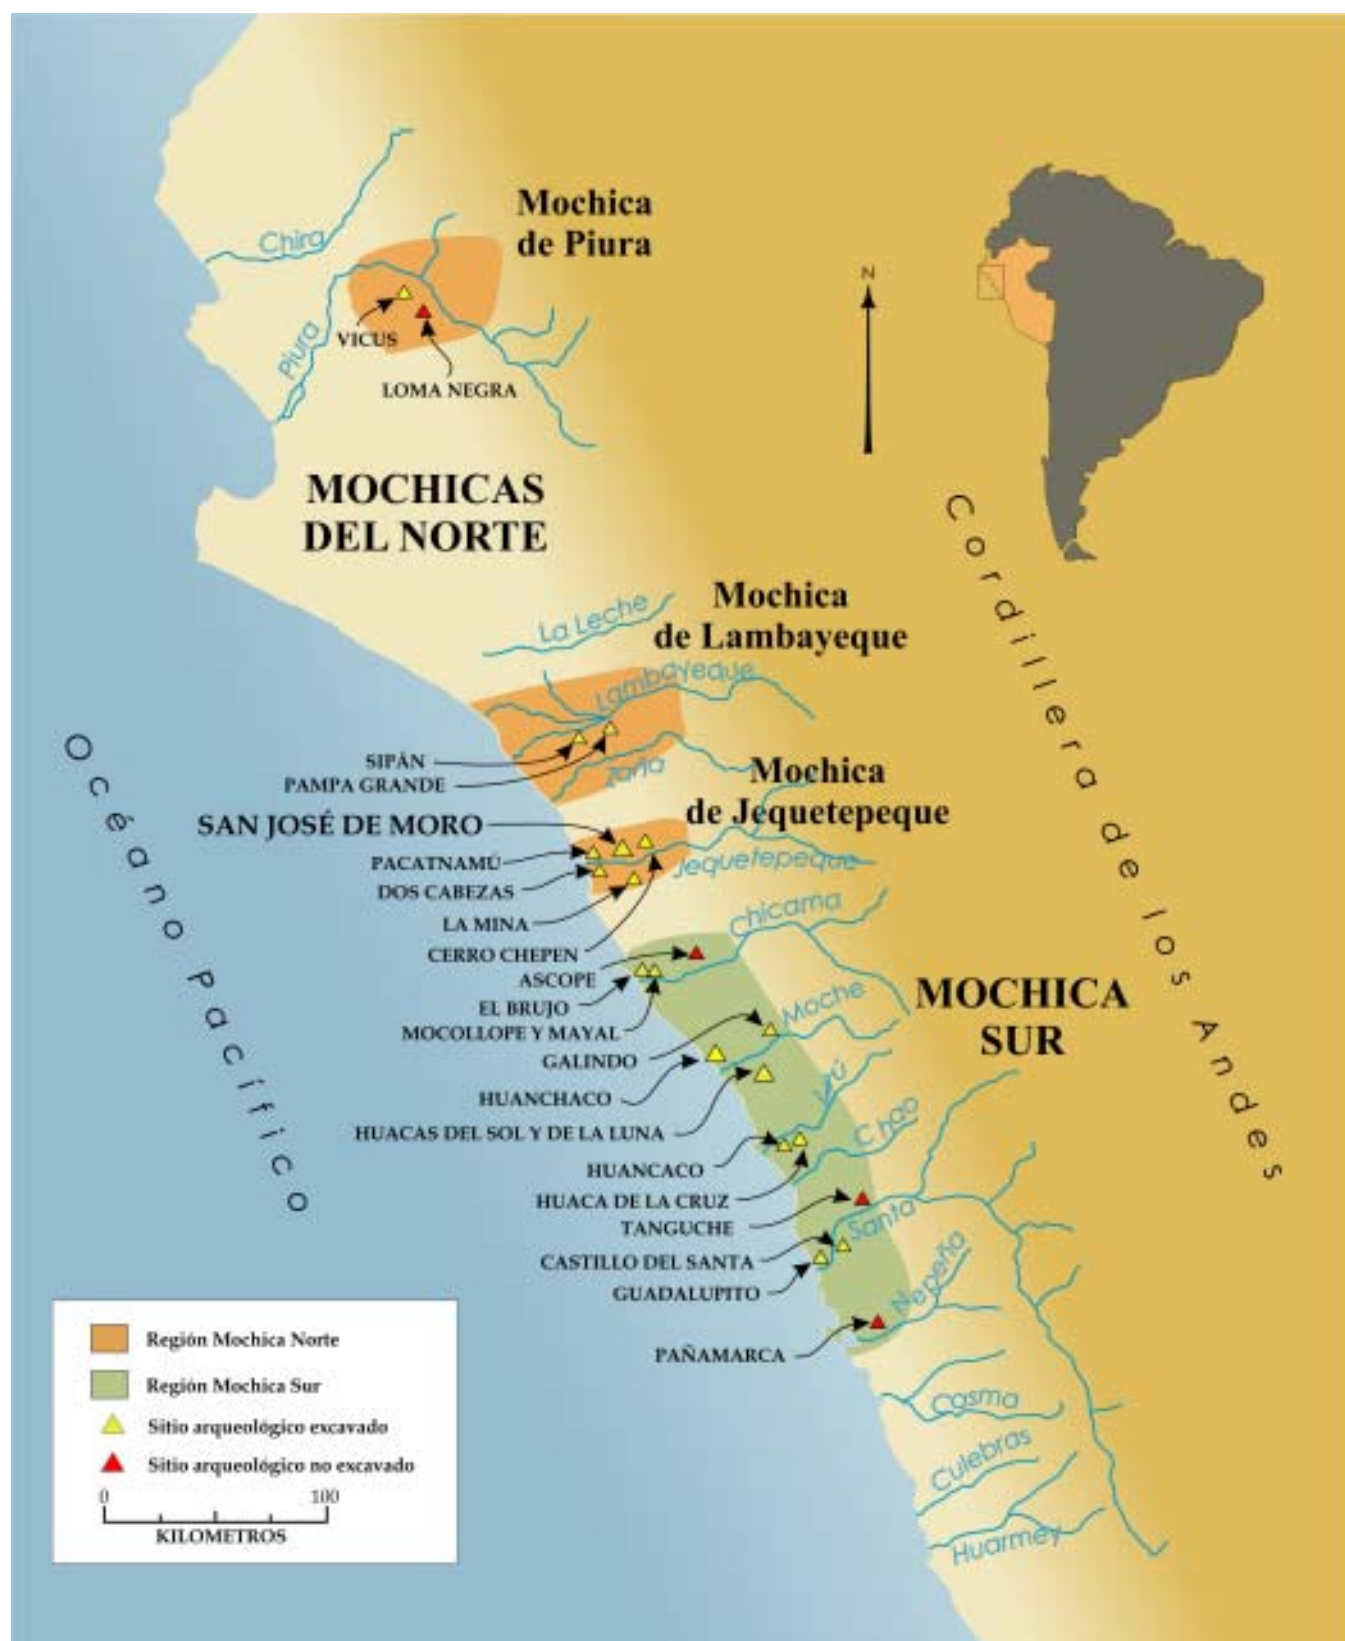 Mochica
de Piura
Chira
N
Piura
VICUS
LOMA NEGRA
MOCHICAS
DEL NORTE
Cordillera de los Andes
Mochica
de Lambayeque
La Leche
Lambayeque
Océano Pacífico
SIPÁN
PAMPA GRANDE
Zaña
Mochica
de Jequetepeque
SAN JOSÉ DE MORO
PACATNAMÚ
Jequetepeque
DOS CABEZAS
LA MINA
Chicama
CERRO CHEPEN
ASCOPE
EL BRUJO
MOCHICA
SUR
Moche
MOCOLLOPE Y MAYAL
GALINDO
HUANCHACO
Virú
HUACAS DEL SOL Y DE LA LUNA
Chao
HUANCACO
HUACA DE LA CRUZ
TANGUCHE
Santa
CASTILLO DEL SANTA
GUADALUPITO
Nepeña
PAÑAMARCA
Casma
Culebras
Huarmey
Región Mochica Norte
Región Mochica Sur
Sitio arqueológico excavado
Sitio arqueológico no excavado
0 100
KILOMETROS